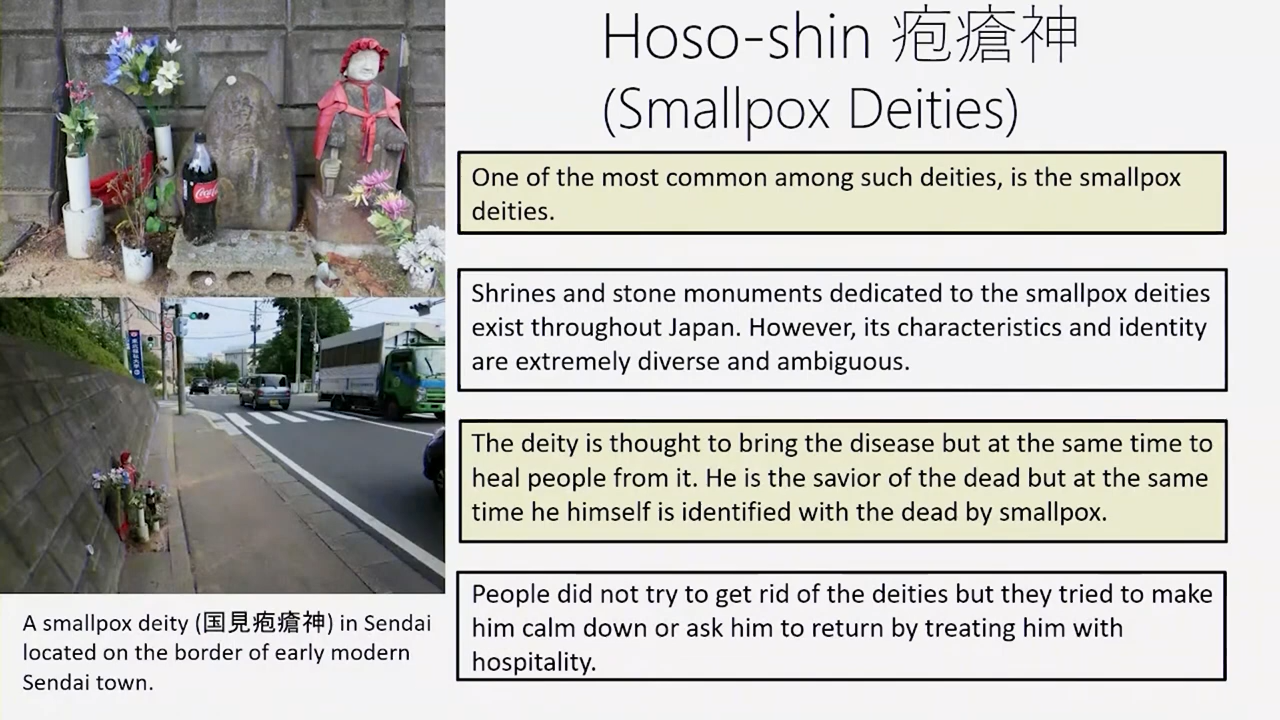 Hoso-shin 疱瘡神
(Smallpox Deities)
One of the most common among such deities, is the smallpox
deities.
Shrines and stone monuments dedicated to the smallpox deities
exist throughout Japan. However, its characteristics and identity
are extremely diverse and ambiguous.
The deity is thought to bring the disease but at the same time to
heal people from it. He is the savior of the dead but at the same
time he himself is identified with the dead by smallpox.
People did not try to get rid of the deities but they tried to make
him calm down or ask him to return by treating him with
hospitality.
Coca-Cola
A smallpox deity (国見疱瘡神) in Sendai
located on the border of early modern
Sendai town.